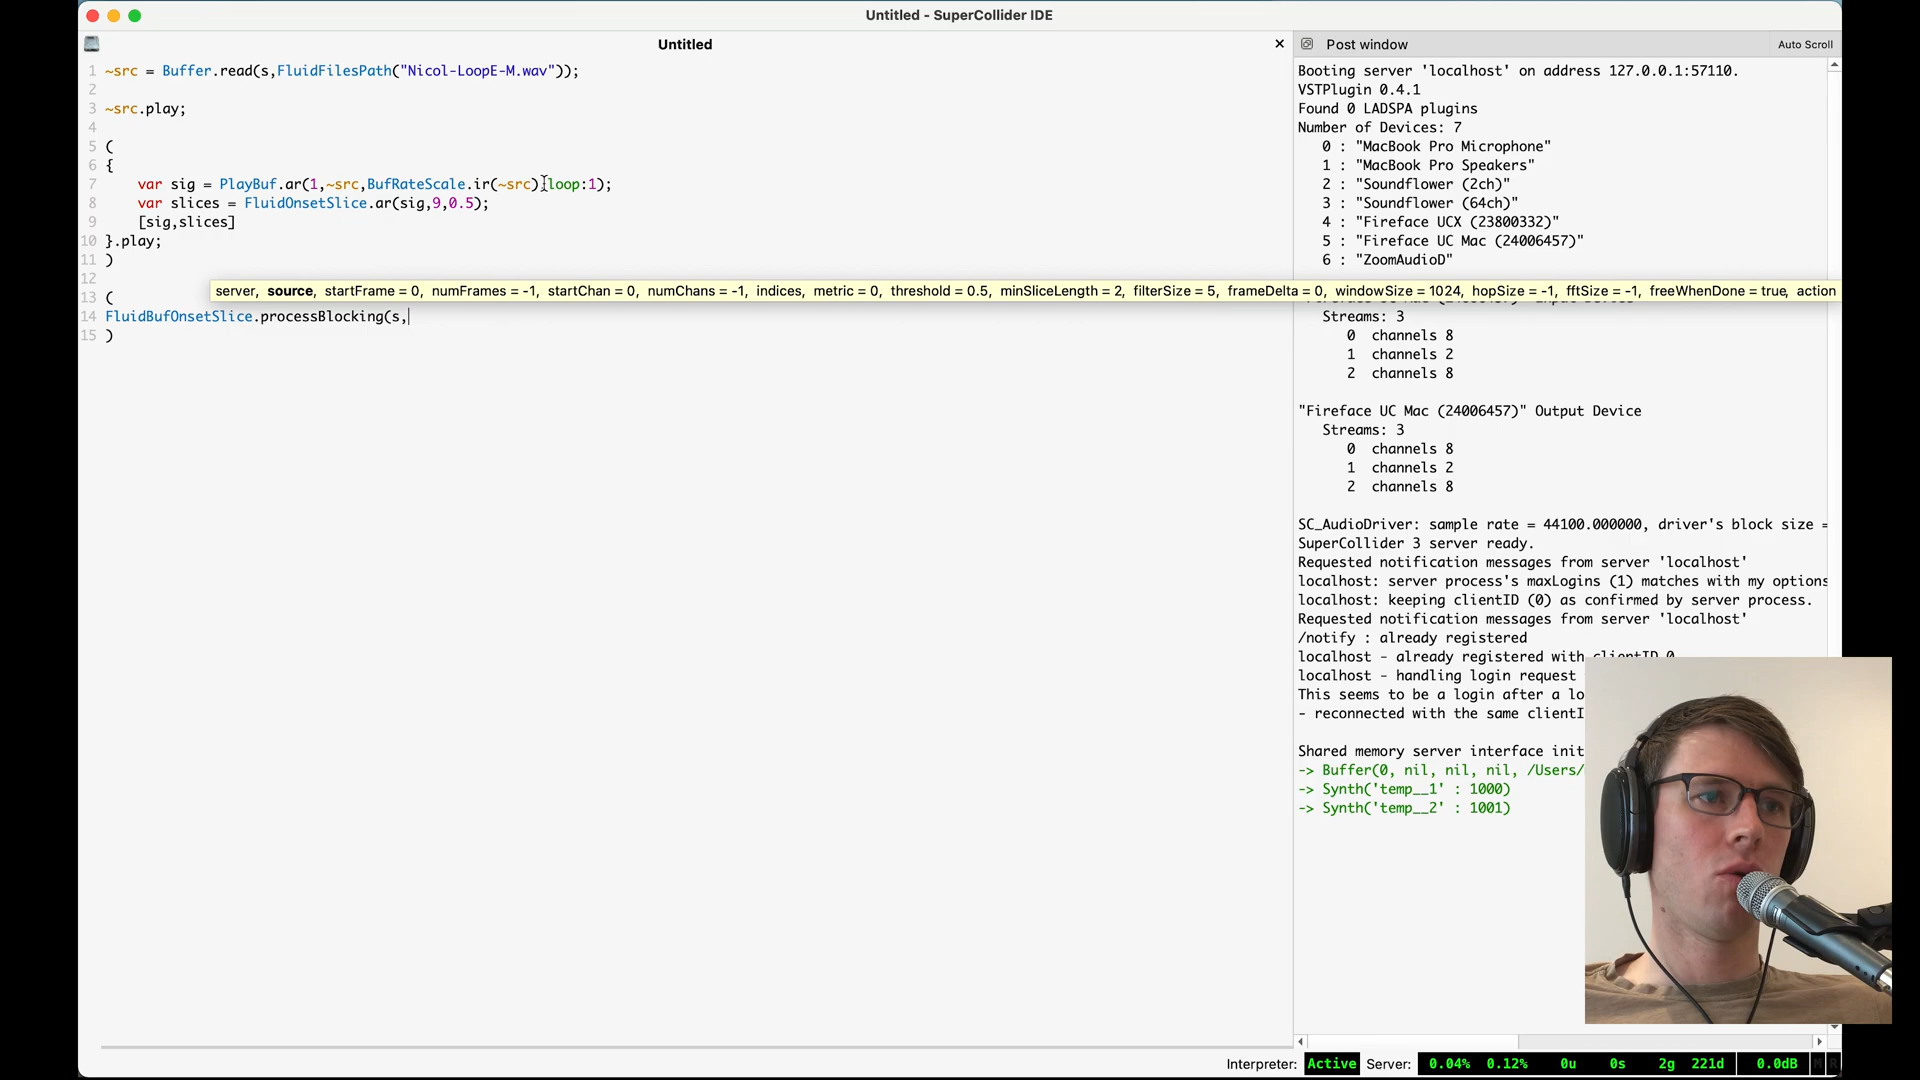 Untitled - SuperCollider IDE
Untitled
Post window
Auto Scroll
1 ~src = Buffer.read(s,FluidFilesPath("Nicol-LoopE-M.wav"));
2
3 ~src.play;
4
5 (
6 {
7 var sig = PlayBuf.ar(1,~src,BufRateScale.ir(~src),loop:1);
8 var slices = FluidOnsetSlice.ar(sig,9,0.5);
9 [sig,slices]
10 }.play;
11 )
12
server, source, startFrame = 0, numFrames = -1, startChan = 0, numChans = -1, indices, metric = 0, threshold = 0.5, minSliceLength = 2, filterSize = 5, frameDelta = 0, windowSize = 1024, hopSize = -1, fftSize = -1, freeWhenDone = true, action
13 (
14 FluidBufOnsetSlice.processBlocking(s,
15 )
Booting server 'localhost' on address 127.0.0.1:57110.
VSTPlugin 0.4.1
Found 0 LADSPA plugins
Number of Devices: 7
0 : "MacBook Pro Microphone"
1 : "MacBook Pro Speakers"
2 : "Soundflower (2ch)"
3 : "Soundflower (64ch)"
4 : "Fireface UCX (23800332)"
5 : "Fireface UC Mac (24006457)"
6 : "ZoomAudioD"
Streams: 3
0 channels 8
1 channels 2
2 channels 8
"Fireface UC Mac (24006457)" Output Device
Streams: 3
0 channels 8
1 channels 2
2 channels 8
SC_AudioDriver: sample rate = 44100.000000, driver's block size =
SuperCollider 3 server ready.
Requested notification messages from server 'localhost'
localhost: server process's maxLogins (1) matches with my options
localhost: keeping clientID (0) as confirmed by server process.
Requested notification messages from server 'localhost'
/notify : already registered
localhost - already registered with clientID 0
localhost - handling login request
This seems to be a login after a lo
- reconnected with the same clientI
Shared memory server interface init
-> Buffer(0, nil, nil, nil, /Users/
-> Synth('temp__1' : 1000)
-> Synth('temp__2' : 1001)
Interpreter: Active Server: 0.04% 0.12% 0u 0s 2g 221d 0.0dB M R